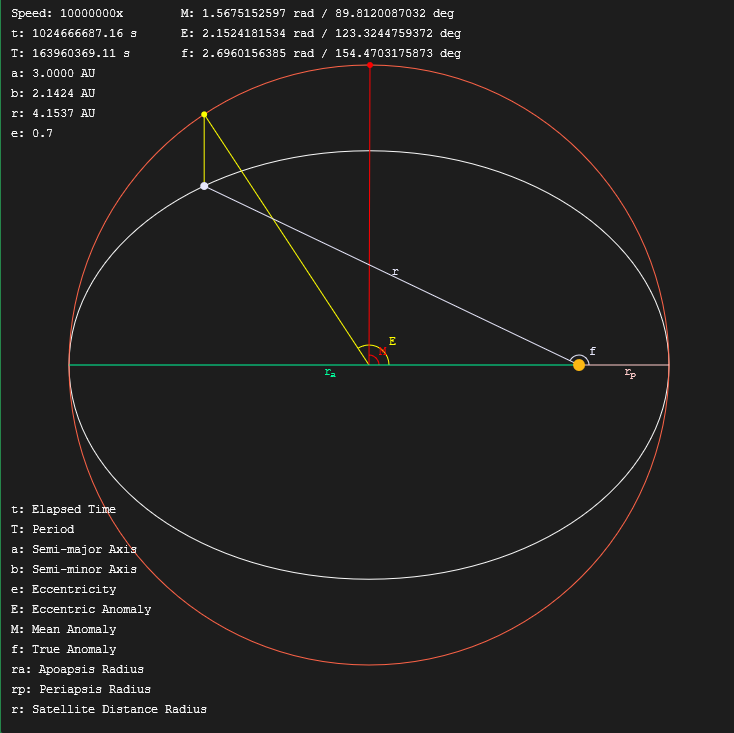 Speed: 10000000x
M: 1.5675152597 rad / 89.8120087032 deg
t: 1024666687.16 s
E: 2.1524181534 rad / 123.3244759372 deg
T: 163960369.11 s
f: 2.6960156385 rad / 154.4703175873 deg
a: 3.0000 AU
b: 2.1424 AU
r: 4.1537 AU
e: 0.7
r
E
M
f
ra
rp
t: Elapsed Time
T: Period
a: Semi-major Axis
b: Semi-minor Axis
e: Eccentricity
E: Eccentric Anomaly
M: Mean Anomaly
f: True Anomaly
ra: Apoapsis Radius
rp: Periapsis Radius
r: Satellite Distance Radius